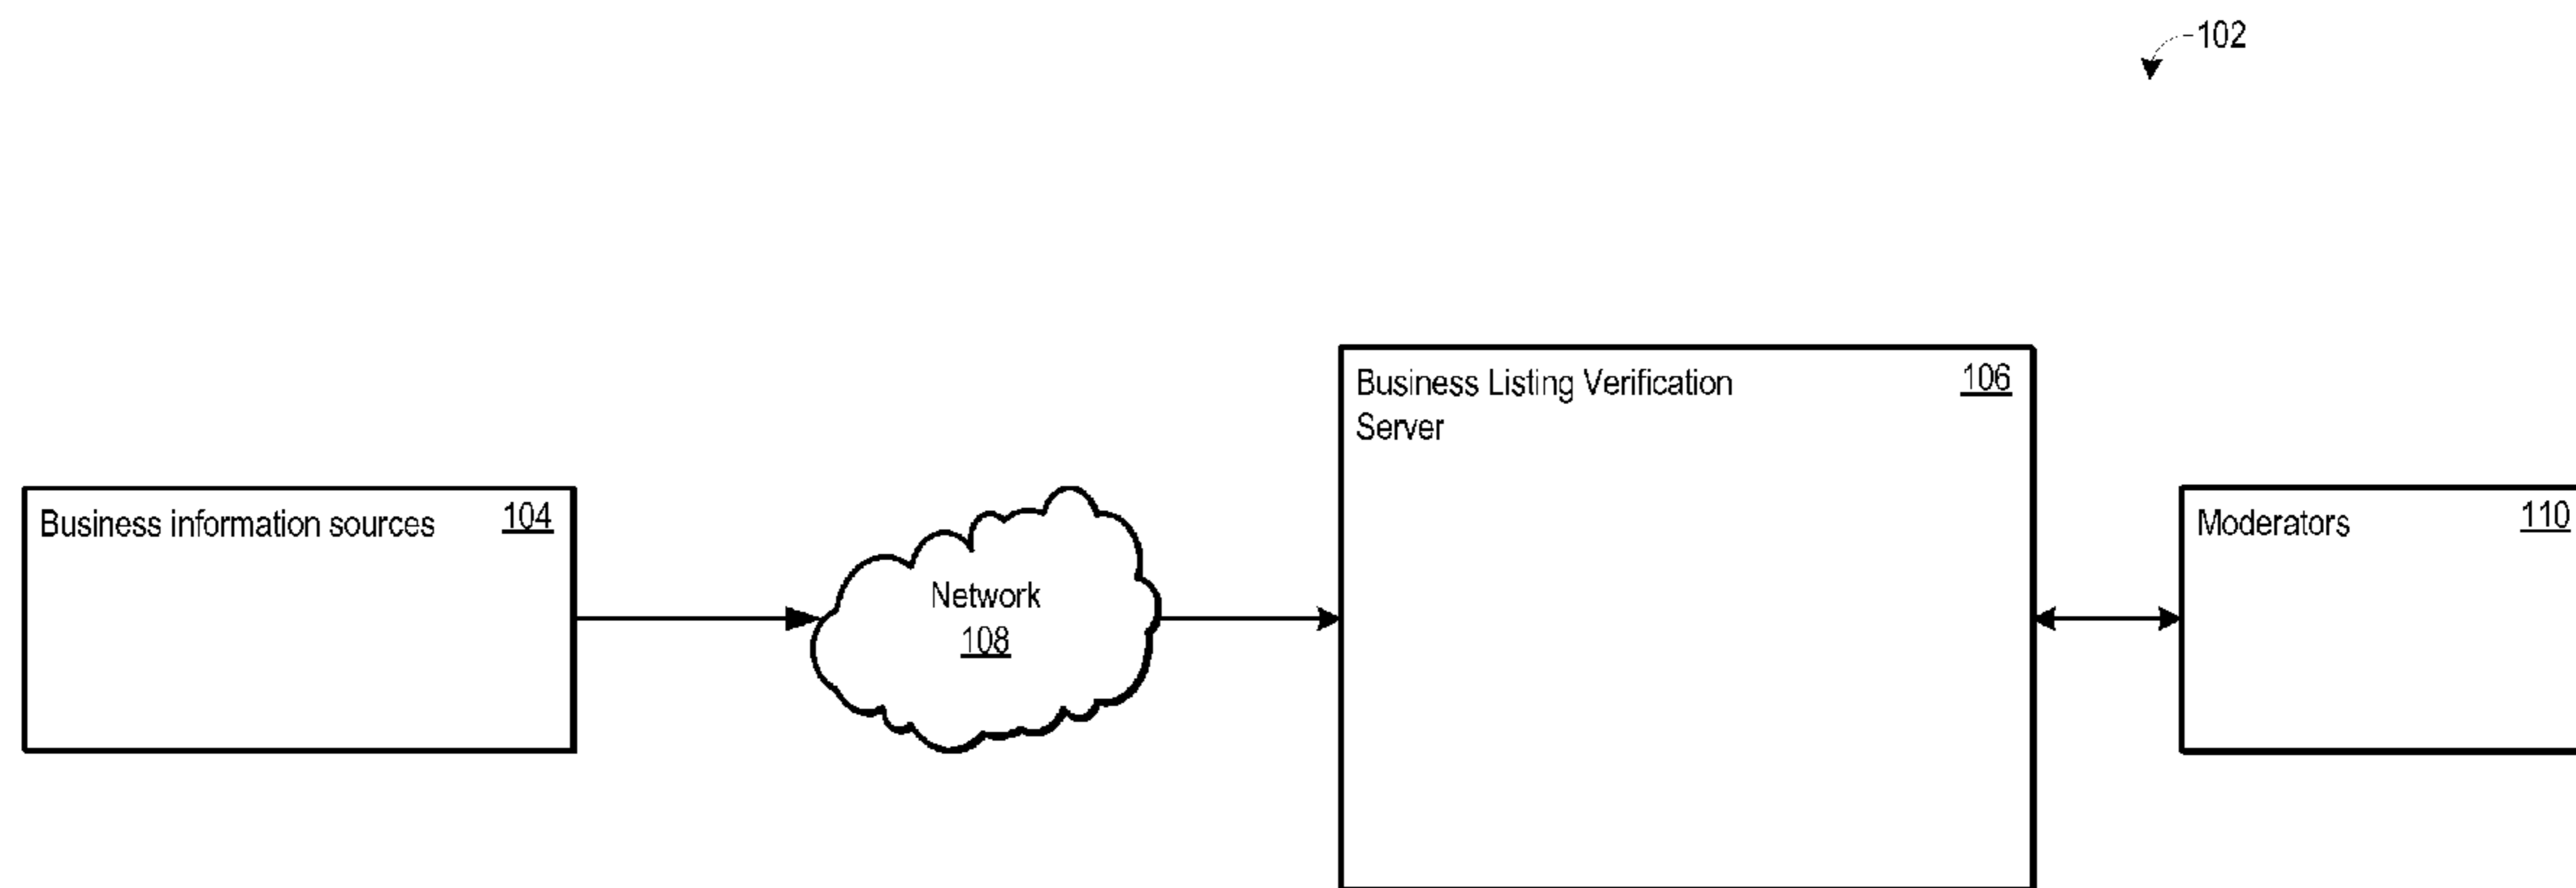 102
Business Listing Verification 106
Server
Business information sources 104
Moderators 110
Network
108